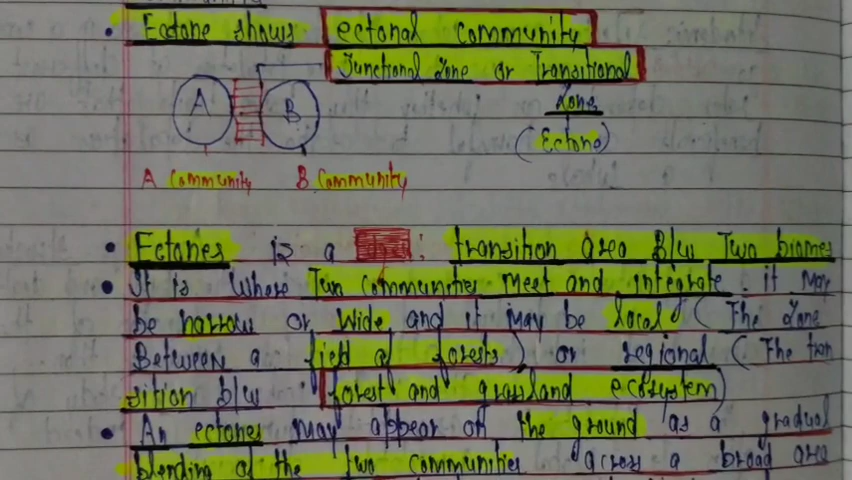 Ectone shows ectonal community
Junctional zone or Transitional
zone
(Ectone)
A B
A community B community
Ectones is a : transition area B/w Two biomes
It is where Two communities meet and integrate. it may
be narrow or wide and it may be local (The zone
Between a field of forests) or regional (The tran
sition b/w forest and grassland ecosystem)
An ectones may appear on the ground as a gradual
blending of the two communities across a broad area